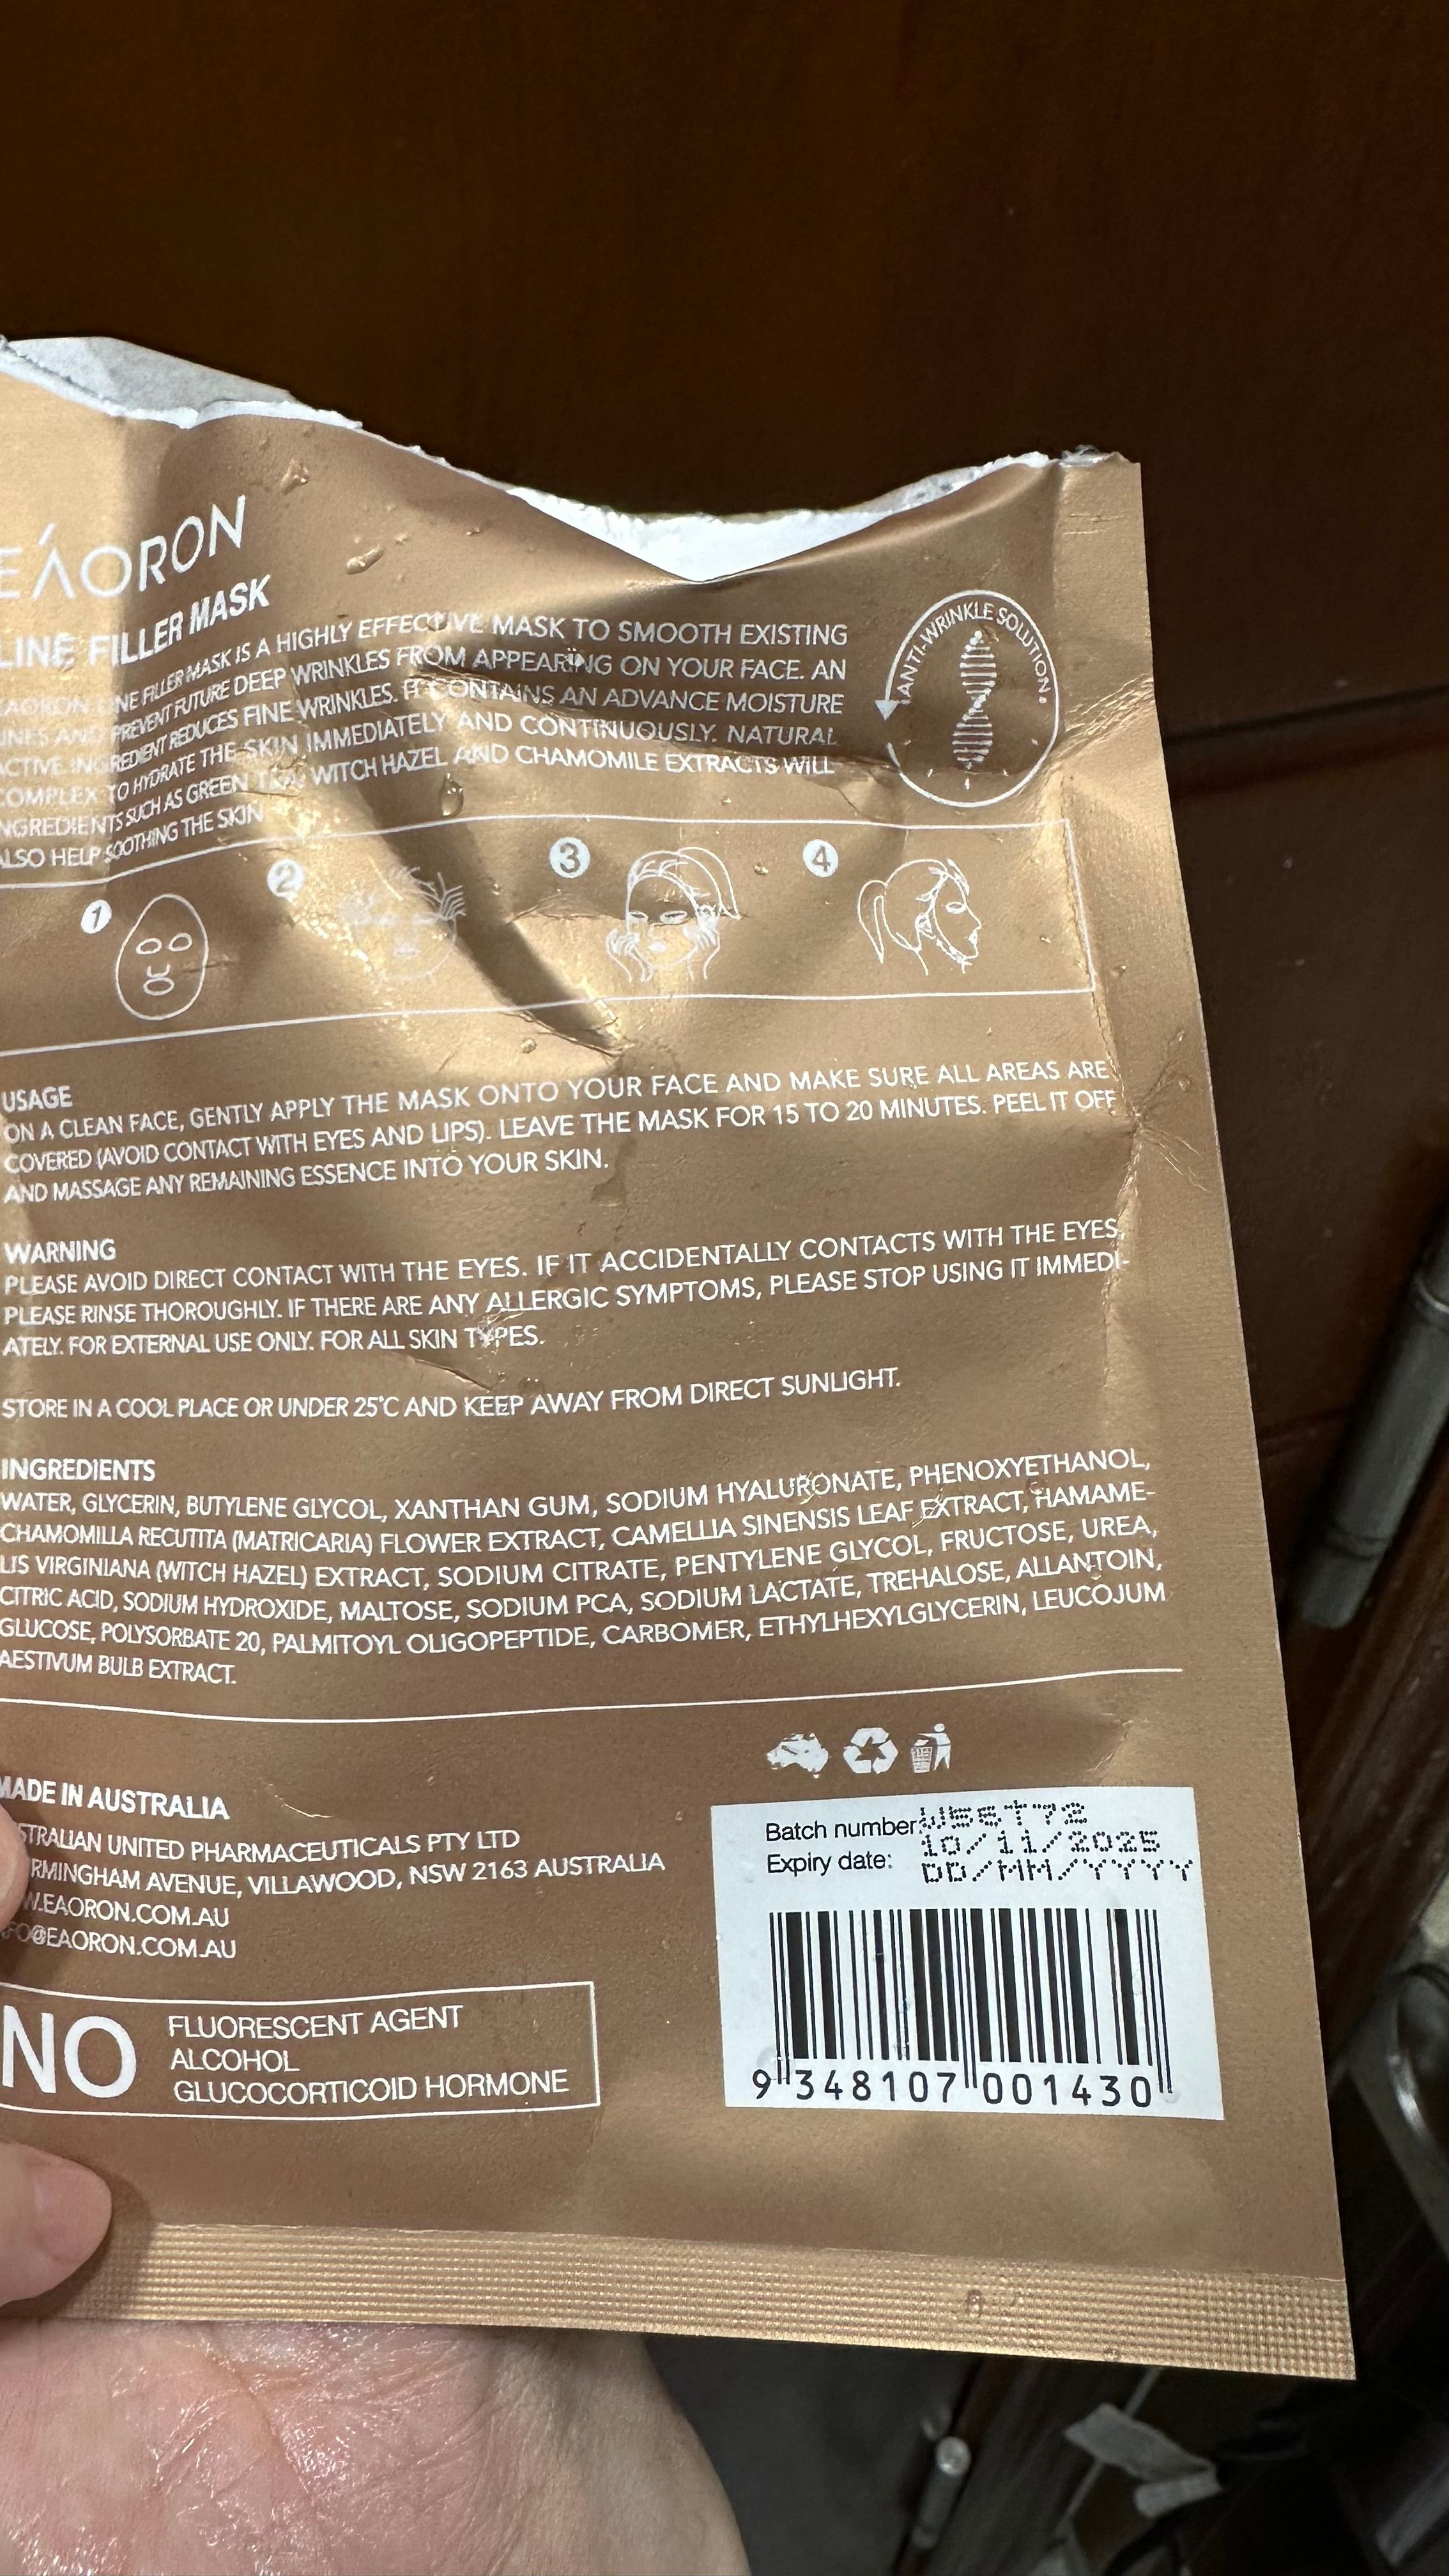 EÁORON
LINE FILLER MASK
EAORON LINE FILLER MASK IS A HIGHLY EFFECTIVE MASK TO SMOOTH EXISTING
LINES AND PREVENT FUTURE DEEP WRINKLES FROM APPEARING ON YOUR FACE. AN
ACTIVE INGREDIENT REDUCES FINE WRINKLES. IT CONTAINS AN ADVANCE MOISTURE
COMPLEX TO HYDRATE THE SKIN IMMEDIATELY AND CONTINUOUSLY. NATURAL
INGREDIENTS SUCH AS GREEN TEA, WITCH HAZEL AND CHAMOMILE EXTRACTS WILL
ALSO HELP SOOTHING THE SKIN
ANTI-WRINKLE SOLUTION
1
2
3
4
USAGE
ON A CLEAN FACE, GENTLY APPLY THE MASK ONTO YOUR FACE AND MAKE SURE ALL AREAS ARE
COVERED (AVOID CONTACT WITH EYES AND LIPS). LEAVE THE MASK FOR 15 TO 20 MINUTES. PEEL IT OFF
AND MASSAGE ANY REMAINING ESSENCE INTO YOUR SKIN.
WARNING
PLEASE AVOID DIRECT CONTACT WITH THE EYES. IF IT ACCIDENTALLY CONTACTS WITH THE EYES,
PLEASE RINSE THOROUGHLY. IF THERE ARE ANY ALLERGIC SYMPTOMS, PLEASE STOP USING IT IMMEDI-
ATELY. FOR EXTERNAL USE ONLY. FOR ALL SKIN TYPES.
STORE IN A COOL PLACE OR UNDER 25°C AND KEEP AWAY FROM DIRECT SUNLIGHT.
INGREDIENTS
WATER, GLYCERIN, BUTYLENE GLYCOL, XANTHAN GUM, SODIUM HYALURONATE, PHENOXYETHANOL,
CHAMOMILLA RECUTITA (MATRICARIA) FLOWER EXTRACT, CAMELLIA SINENSIS LEAF EXTRACT, HAMAME-
LIS VIRGINIANA (WITCH HAZEL) EXTRACT, SODIUM CITRATE, PENTYLENE GLYCOL, FRUCTOSE, UREA,
CITRIC ACID, SODIUM HYDROXIDE, MALTOSE, SODIUM PCA, SODIUM LACTATE, TREHALOSE, ALLANTOIN,
GLUCOSE, POLYSORBATE 20, PALMITOYL OLIGOPEPTIDE, CARBOMER, ETHYLHEXYLGLYCERIN, LEUCOJUM
AESTIVUM BULB EXTRACT.
MADE IN AUSTRALIA
STRALIAN UNITED PHARMACEUTICALS PTY LTD
RMINGHAM AVENUE, VILLAWOOD, NSW 2163 AUSTRALIA
W.EAORON.COM.AU
FO@EAORON.COM.AU
NO
FLUORESCENT AGENT
ALCOHOL
GLUCOCORTICOID HORMONE
Batch number: W56T72
Expiry date: 10/11/2025
DD/MM/YYYY
9 348107 001430